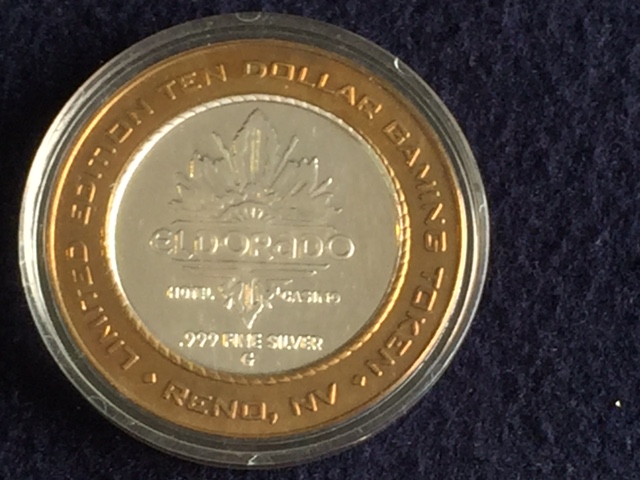 LIMITED EDITION TEN DOLLAR GAMING TOKEN
ELDORADO
HOTEL CASINO
.999 FINE SILVER
G
RENO, NV